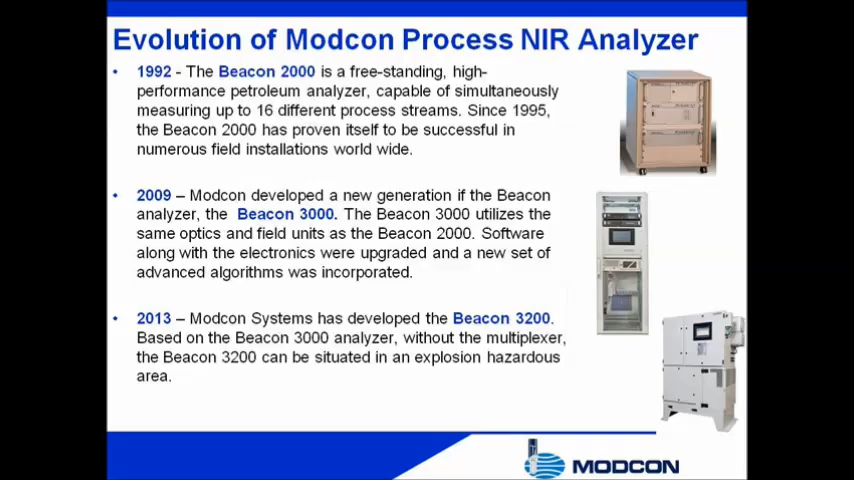 Evolution of Modcon Process NIR Analyzer
• 1992 - The Beacon 2000 is a free-standing, high-
performance petroleum analyzer, capable of simultaneously
measuring up to 16 different process streams. Since 1995,
the Beacon 2000 has proven itself to be successful in
numerous field installations world wide.
• 2009 – Modcon developed a new generation if the Beacon
analyzer, the Beacon 3000. The Beacon 3000 utilizes the
same optics and field units as the Beacon 2000. Software
along with the electronics were upgraded and a new set of
advanced algorithms was incorporated.
• 2013 – Modcon Systems has developed the Beacon 3200.
Based on the Beacon 3000 analyzer, without the multiplexer,
the Beacon 3200 can be situated in an explosion hazardous
area.
MODCON